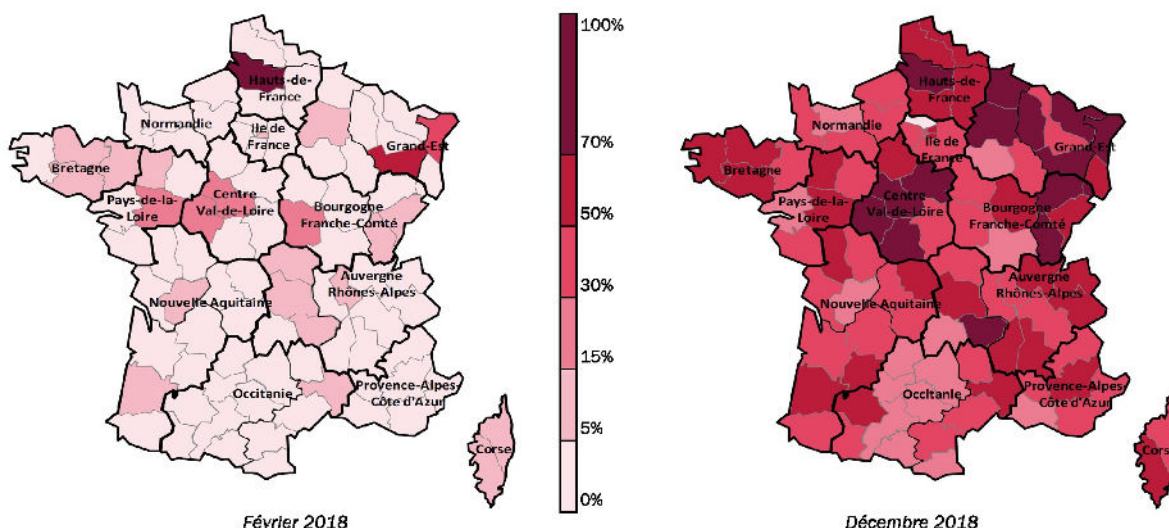 Hauts-de-
France
Normandie
Ile de
France
Grand-Est
Bretagne
Pays-de-la-
Loire
Centre
Val-de-Loire
Bourgogne
Franche-Comté
Auvergne
Rhônes-Alpes
Nouvelle Aquitaine
Occitanie
Provence-Alpes-
Côte d'Azur
Corse
Février 2018
100%
70%
50%
30%
15%
5%
0%
Hauts-de-
France
Normandie
Ile de
France
Grand-Est
Bretagne
Pays-de-la-
Loire
Centre
Val-de-Loire
Bourgogne
Franche-Comté
Auvergne
Rhônes-Alpes
Nouvelle Aquitaine
Occitanie
Provence-Alpes-
Côte d'Azur
Cors
Décembre 2018